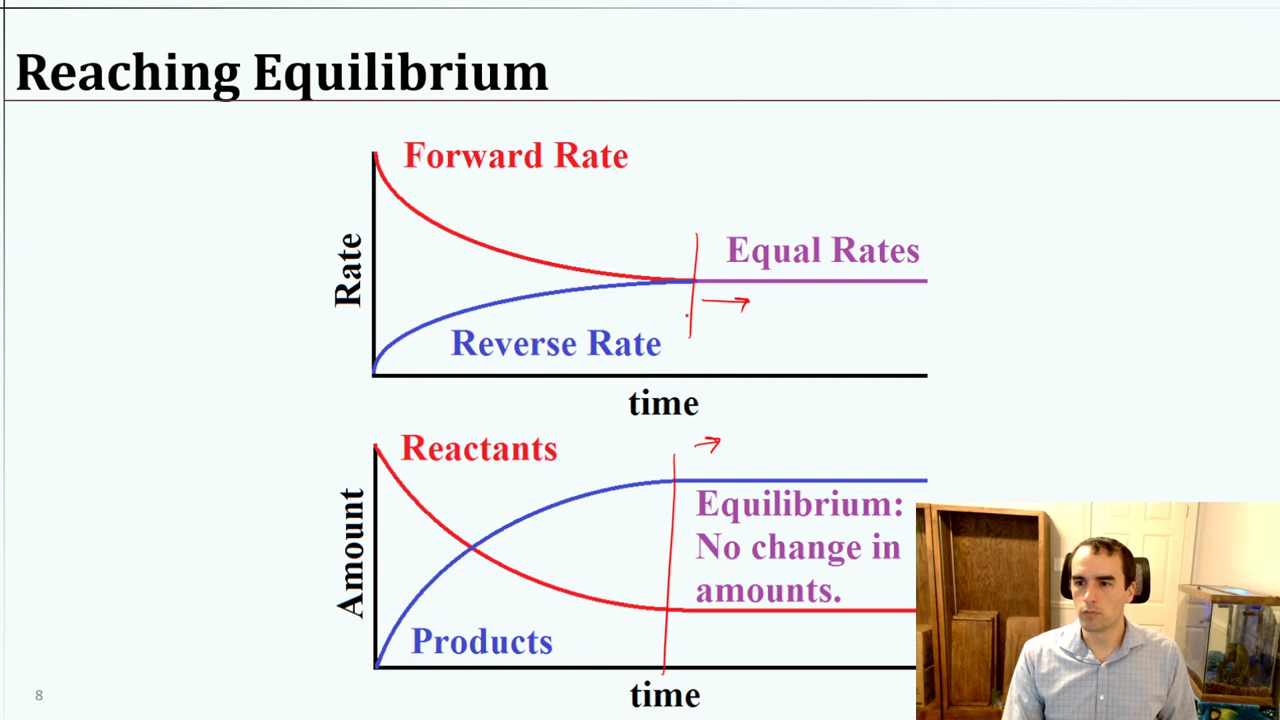 Reaching Equilibrium
Forward Rate
Equal Rates
Rate
Reverse Rate
time
Reactants
Equilibrium:
No change in
amounts.
Amount
Products
time
8